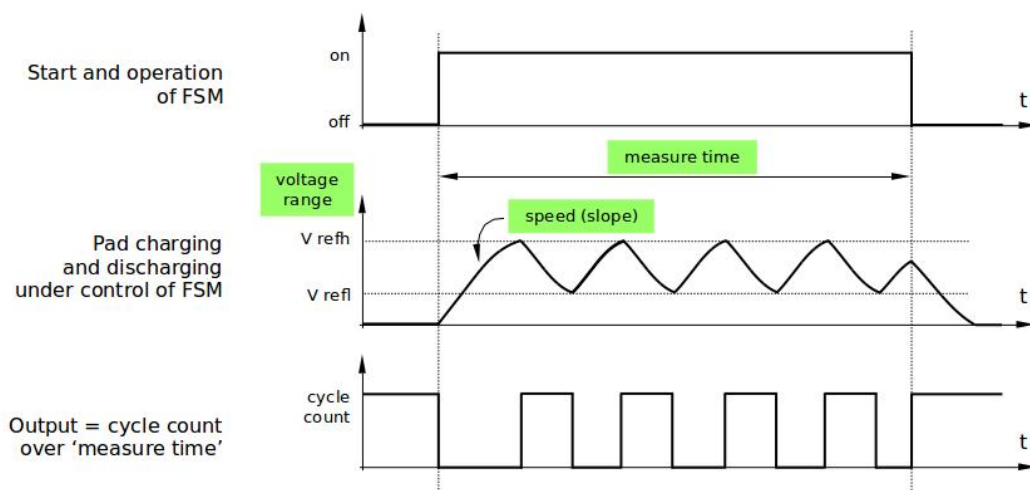 Start and operation
of FSM
on
off
t
measure time
voltage
range
speed (slope)
Pad charging
and discharging
under control of FSM
V refh
V refl
t
Output = cycle count
over ‘measure time’
cycle
count
t